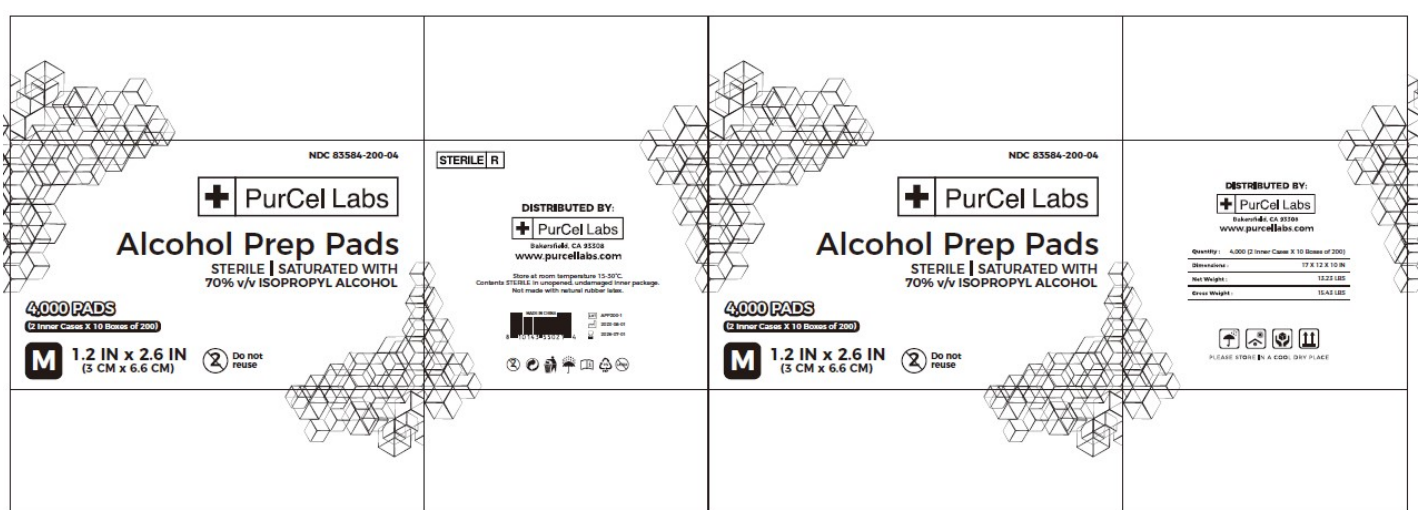 NDC 83584-200-04
PurCel Labs
Alcohol Prep Pads
STERILE | SATURATED WITH
70% v/v ISOPROPYL ALCOHOL
4,000 PADS
(2 Inner Cases X 10 Boxes of 200)
M
1.2 IN x 2.6 IN
(3 CM x 6.6 CM)
Do not
reuse
STERILE R
DISTRIBUTED BY:
PurCel Labs
Bakersfield, CA 93308
www.purcellabs.com
Store at room temperature 15-30°C.
Contents STERILE in unopened, undamaged inner package.
Not made with natural rubber latex.
MADE IN CHINA
NDC 83584-200-04
PurCel Labs
Alcohol Prep Pads
STERILE | SATURATED WITH
70% v/v ISOPROPYL ALCOHOL
4,000 PADS
(2 Inner Cases X 10 Boxes of 200)
M
1.2 IN x 2.6 IN
(3 CM x 6.6 CM)
Do not
reuse
DISTRIBUTED BY:
PurCel Labs
Bakersfield, CA 93308
www.purcellabs.com
Quantity : 4,000 (2 Inner Cases X 10 Boxes of 200)
Dimensions : 17 X 12 X 10 IN
Net Weight : 13.23 LBS
Gross Weight : 15.43 LBS
PLEASE STORE IN A COOL DRY PLACE